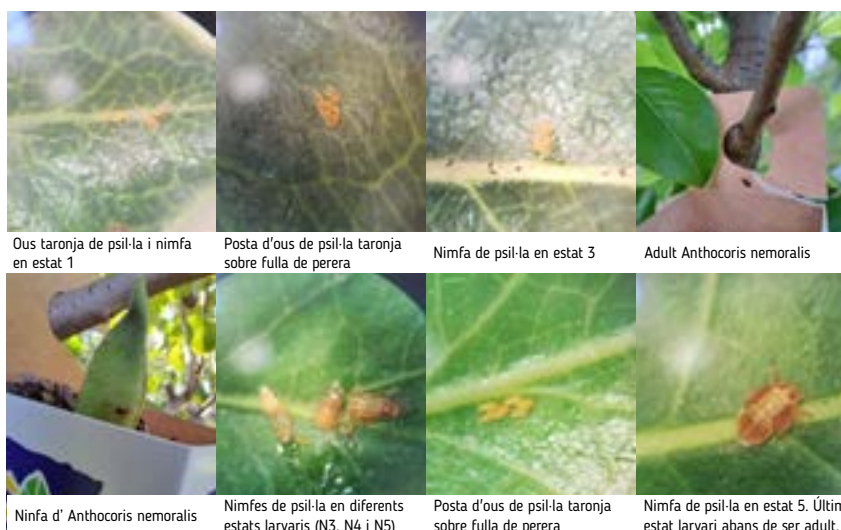 Ous taronja de psil·la i nimfa
en estat 1
Posta d'ous de psil·la taronja
sobre fulla de perera
Nimfa de psil·la en estat 3
Adult Anthocoris nemoralis
Ninfa d' Anthocoris nemoralis
Nimfes de psil·la en diferents
estats larvaris (N3, N4 i N5)
Posta d'ous de psil·la taronja
sobre fulla de perera
Nimfa de psil·la en estat 5. Últim
estat larvari abans de ser adult.